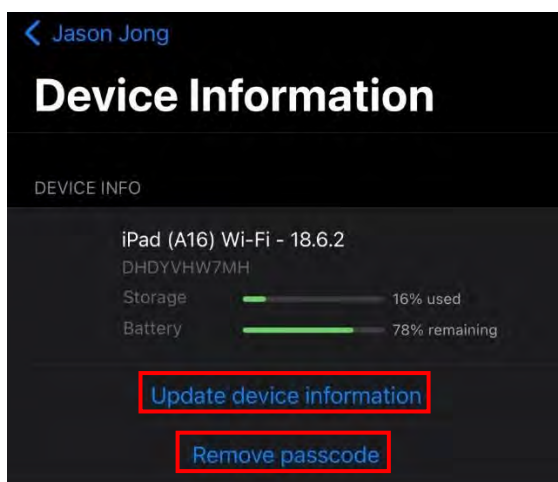 Jason Jong
Device Information
DEVICE INFO
iPad (A16) Wi-Fi - 18.6.2
DHDYVHW7MH
Storage 16% used
Battery 78% remaining
Update device information
Remove passcode